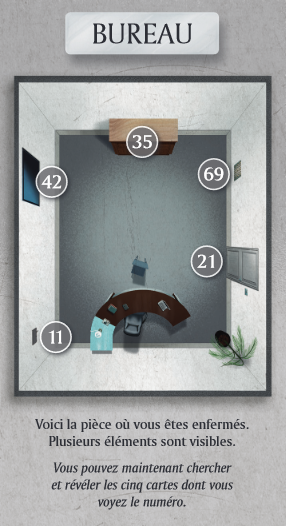 BUREAU
35
42
69
21
11
Voici la pièce où vous êtes enfermés.
Plusieurs éléments sont visibles.
Vous pouvez maintenant chercher
et révéler les cinq cartes dont vous
voyez le numéro.